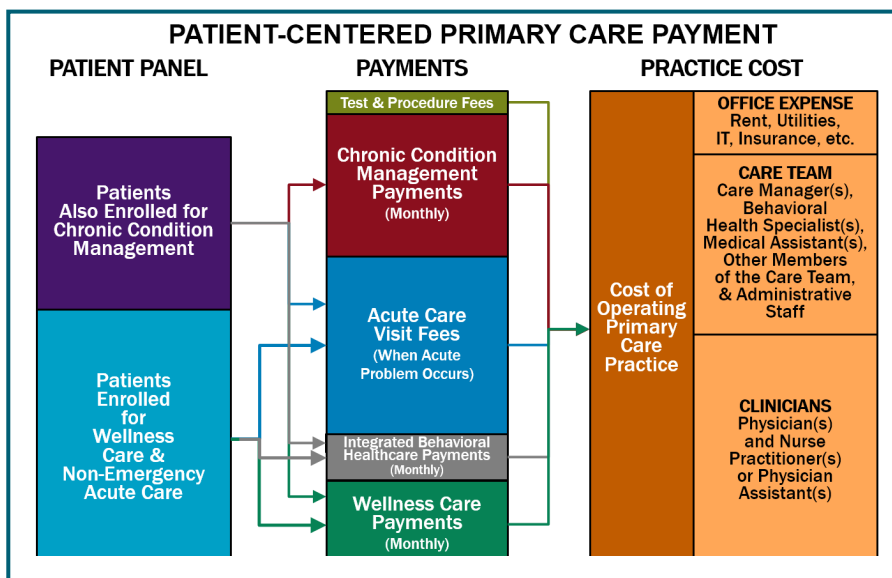 PATIENT-CENTERED PRIMARY CARE PAYMENT
PATIENT PANEL
Patients
Also Enrolled for
Chronic Condition
Management
Patients
Enrolled
for
Wellness
Care &
Non-Emergency
Acute Care
PAYMENTS
Test & Procedure Fees
Chronic Condition
Management
Payments
(Monthly)
Acute Care
Visit Fees
(When Acute
Problem Occurs)
Integrated Behavioral
Healthcare Payments
(Monthly)
Wellness Care
Payments
(Monthly)
PRACTICE COST
Cost of
Operating
Primary
Care
Practice
OFFICE EXPENSE
Rent, Utilities,
IT, Insurance, etc.
CARE TEAM
Care Manager(s),
Behavioral
Health Specialist(s),
Medical Assistant(s),
Other Members
of the Care Team,
& Administrative
Staff
CLINICIANS
Physician(s)
and Nurse
Practitioner(s)
or Physician
Assistant(s)